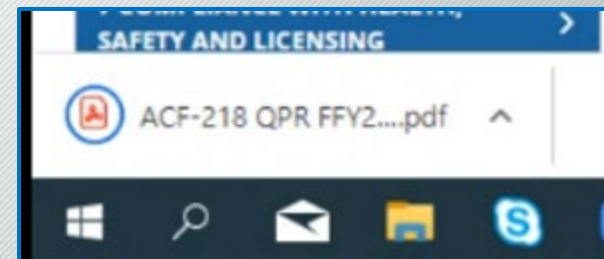 SAFETY AND LICENSING
ACF-218 QPR FFY2....pdf